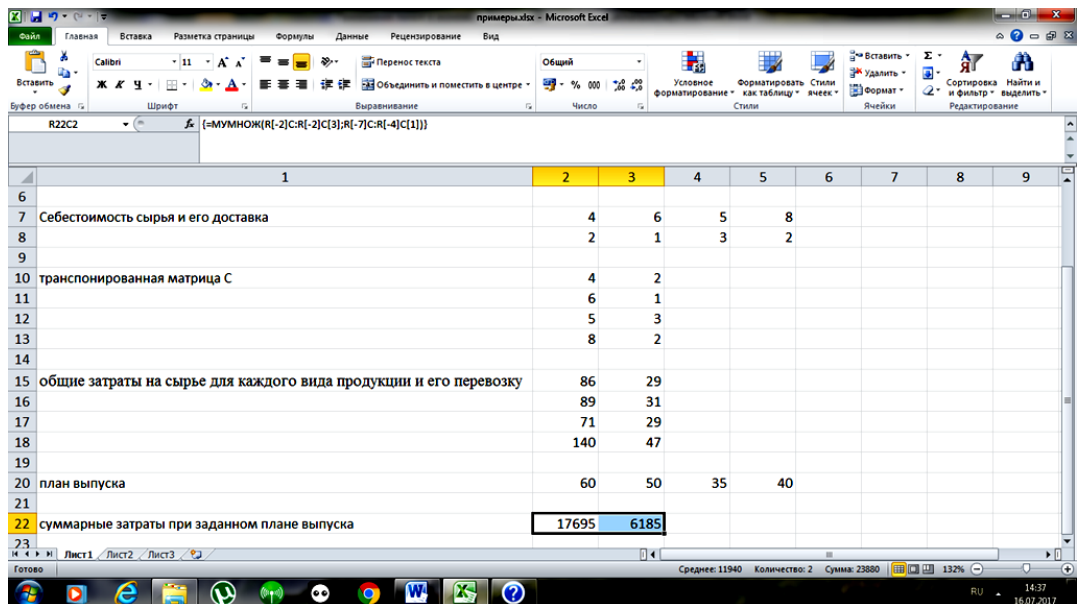 примеры.xlsx - Microsoft Excel
Файл Главная Вставка Разметка страницы Формулы Данные Рецензирование Вид
Вставить
Calibri 11
Ж К Ч
Перенос текста
Объединить и поместить в центре
Общий
% 000
Условное форматирование
Форматировать как таблицу
Стили ячеек
Вставить
Удалить
Формат
Σ
Сортировка и фильтр
Найти и выделить
Буфер обмена Шрифт Выравнивание Число Стили Ячейки Редактирование
R22C2 fx {=МУМНОЖ(R[-2]C:R[-2]C[3];R[-7]C:R[-4]C[1])}
1 2 3 4 5 6 7 8 9
6
7 Себестоимость сырья и его доставка 4 6 5 8
8 2 1 3 2
9
10 транспонированная матрица С 4 2
11 6 1
12 5 3
13 8 2
14
15 общие затраты на сырье для каждого вида продукции и его перевозку 86 29
16 89 31
17 71 29
18 140 47
19
20 план выпуска 60 50 35 40
21
22 суммарные затраты при заданном плане выпуска 17695 6185
23
Лист1 Лист2 Лист3
Готово Среднее: 11940 Количество: 2 Сумма: 23880 132%
RU 14:37
16.07.2017